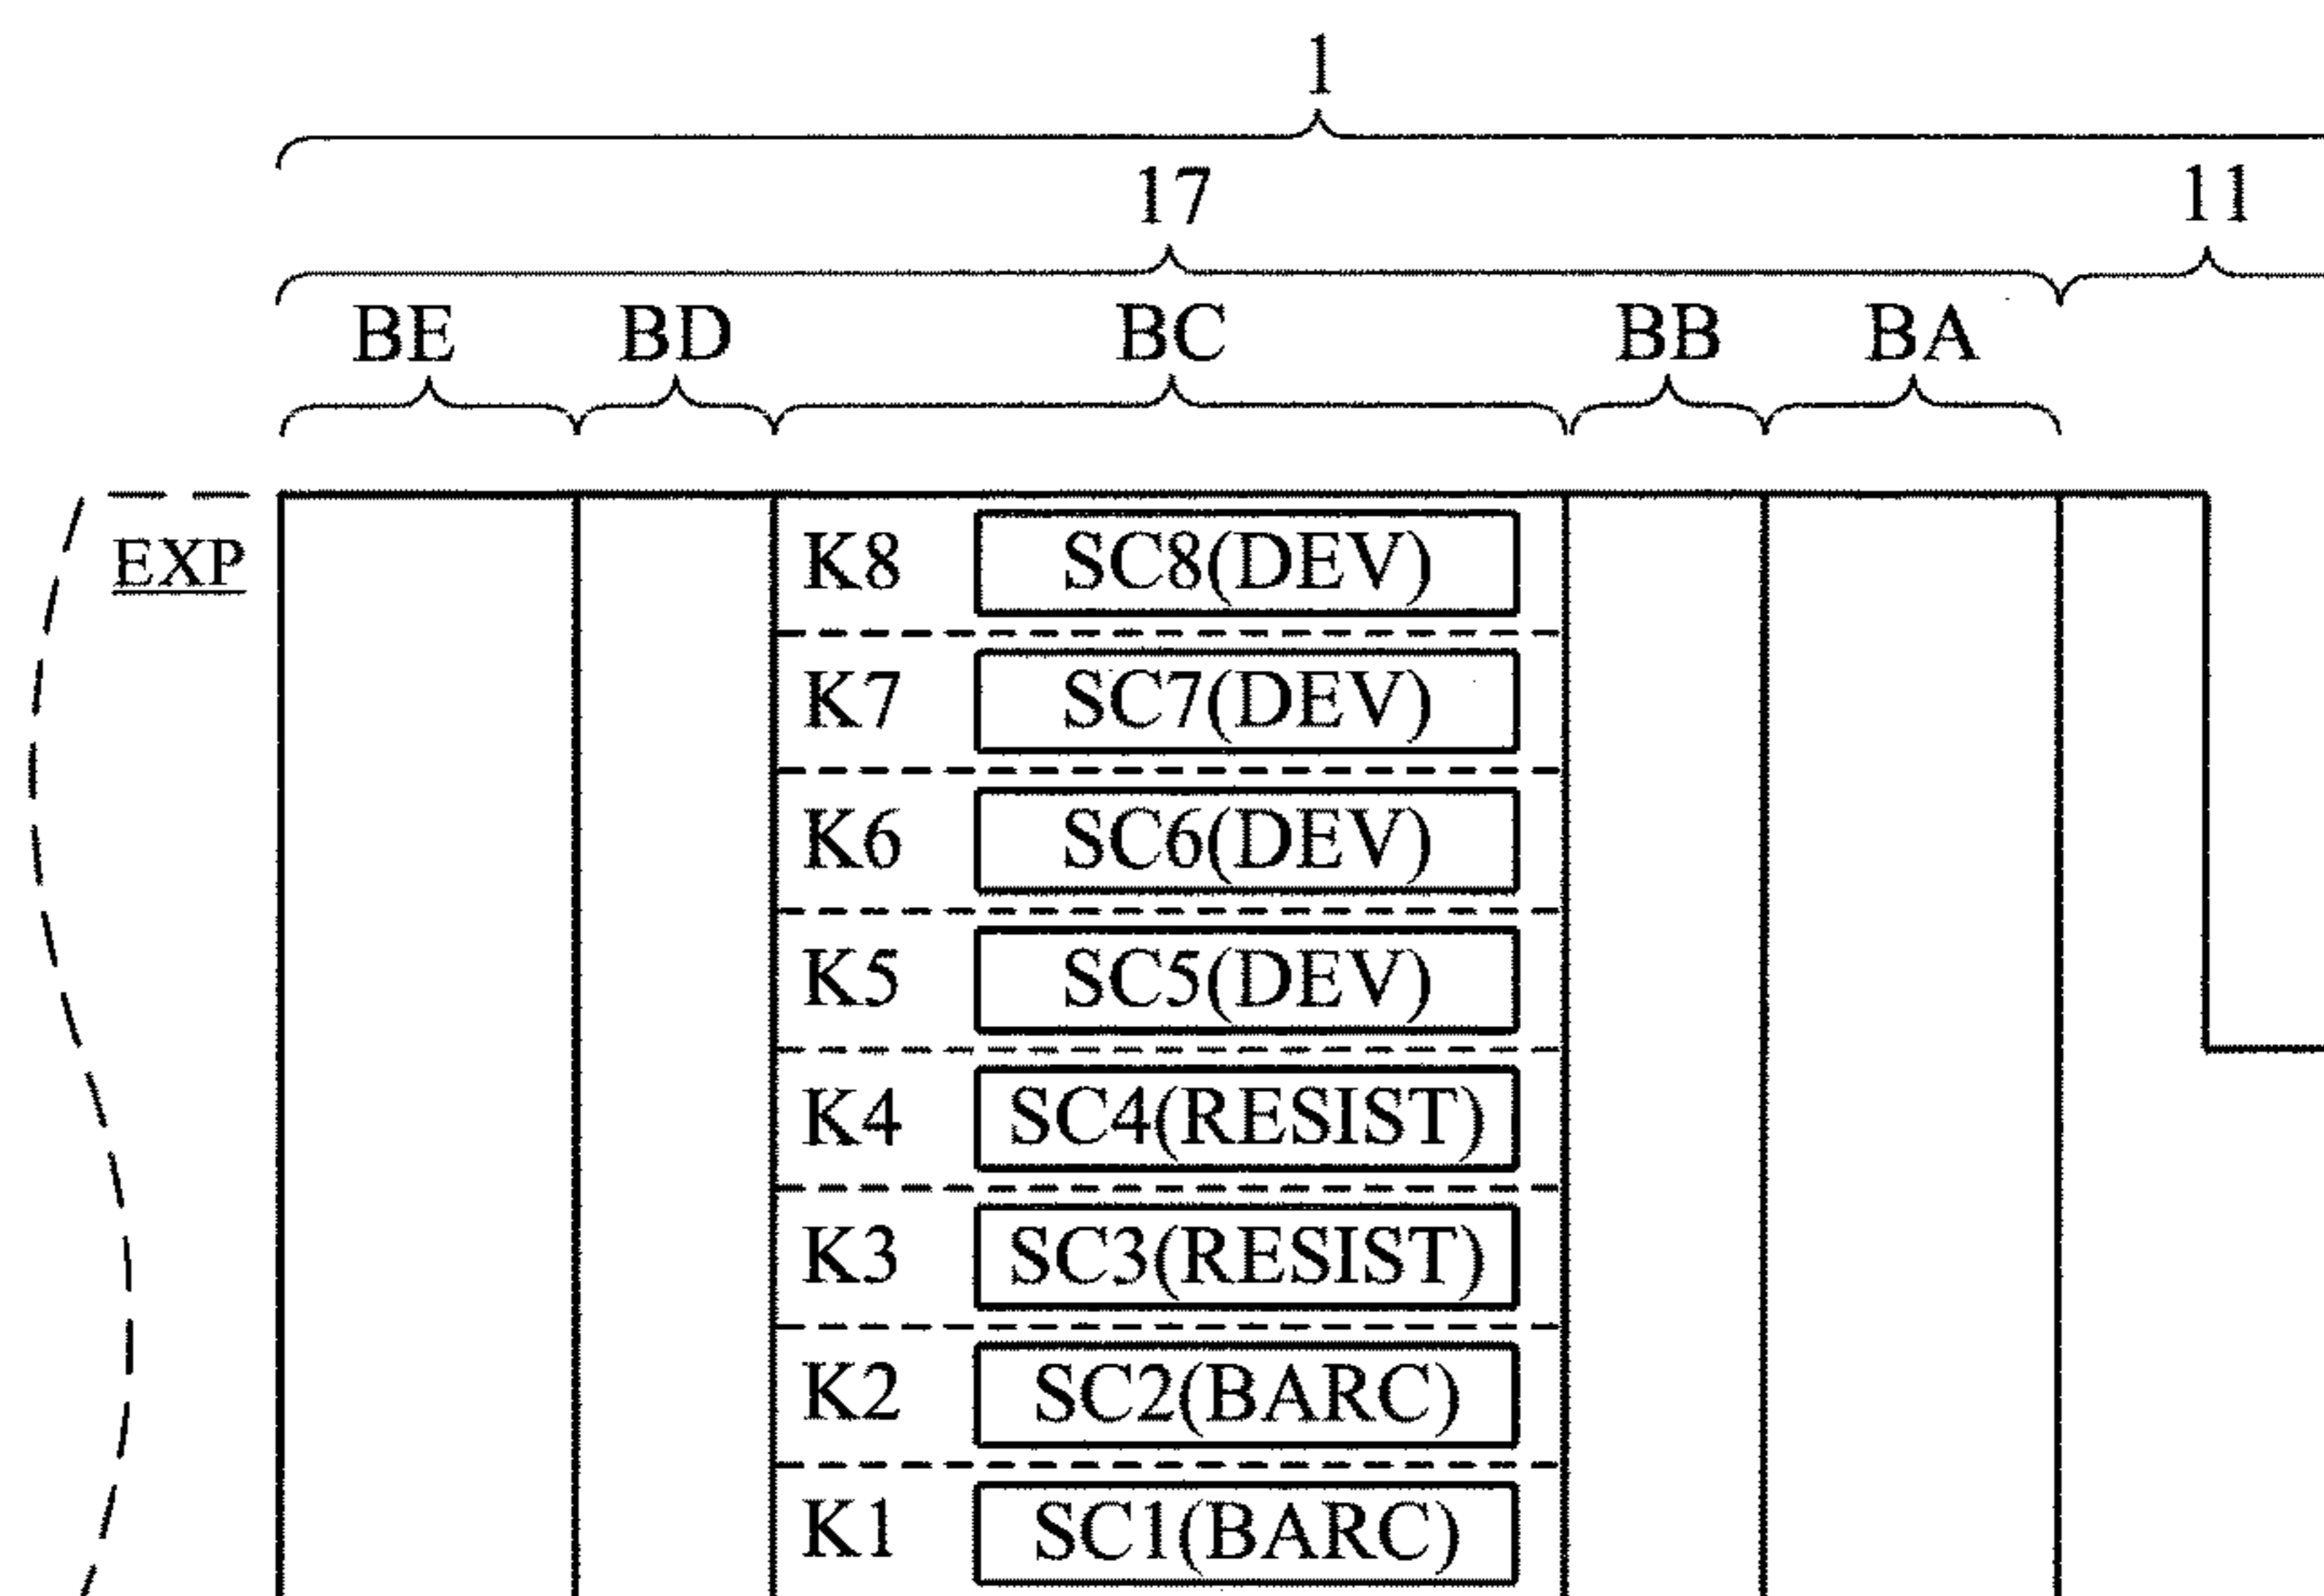 1
17 11
BE BD BC BB BA
EXP
K8 SC8(DEV)
K7 SC7(DEV)
K6 SC6(DEV)
K5 SC5(DEV)
K4 SC4(RESIST)
K3 SC3(RESIST)
K2 SC2(BARC)
K1 SC1(BARC)